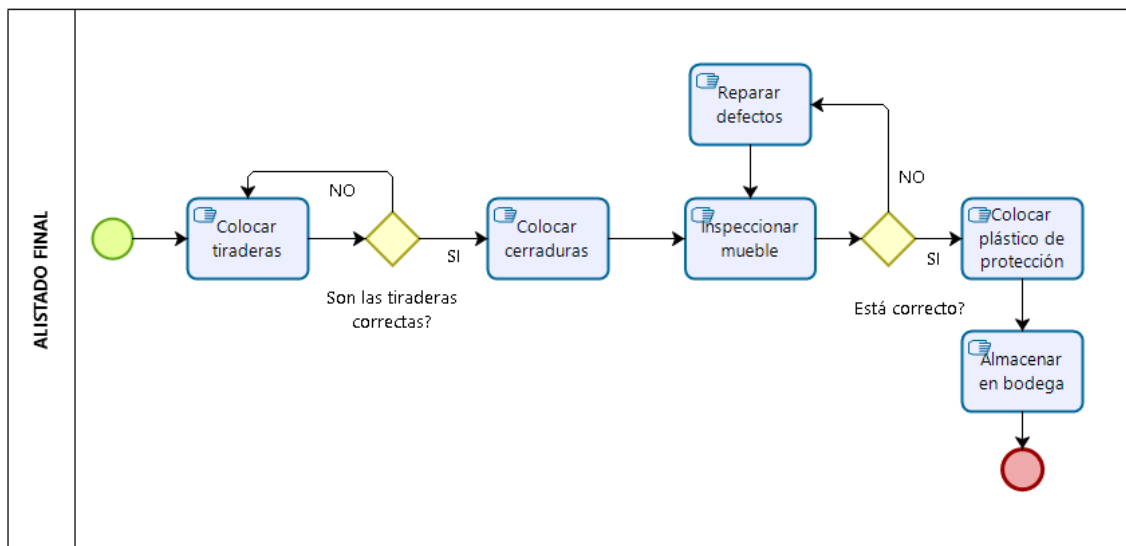 ALISTADO FINAL
Colocar
tiraderas
NO
SI
Son las tiraderas
correctas?
Colocar
cerraduras
Reparar
defectos
Inspeccionar
mueble
NO
SI
Está correcto?
Colocar
plástico de
protección
Almacenar
en bodega